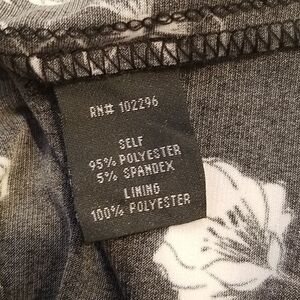 RN# 102296
SELF
95% POLYESTER
5% SPANDEX
LINING
100% POLYESTER